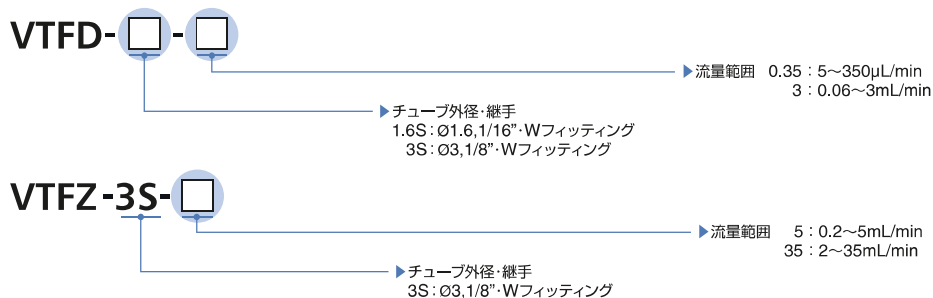 VTFD-□-□
▶流量範囲 0.35：5～350µL/min
3：0.06～3mL/min
▶チューブ外径・継手
1.6S：Ø1.6,1/16”・Wフィッティング
3S：Ø3,1/8”・Wフィッティング
VTFZ-3S-□
▶流量範囲 5：0.2～5mL/min
35：2～35mL/min
▶チューブ外径・継手
3S：Ø3,1/8”・Wフィッティング